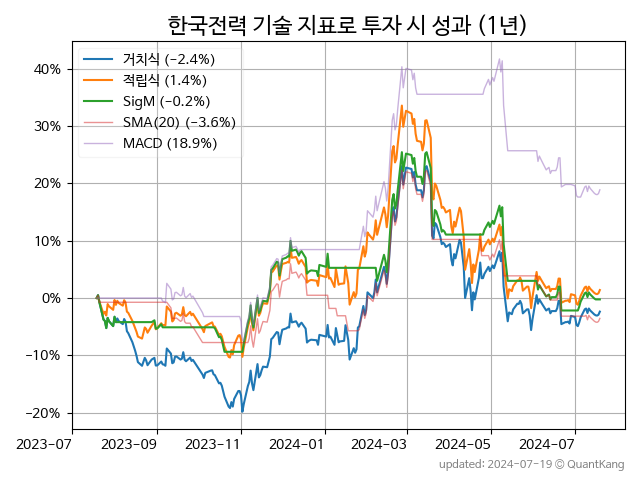 한국전력 기술 지표로 투자 시 성과 (1년)
거치식 (−2.4%)
적립식 (1.4%)
SigM (−0.2%)
SMA(20) (−3.6%)
MACD (18.9%)
40%
30%
20%
10%
0%
−10%
−20%
2023-07 2023-09 2023-11 2024-01 2024-03 2024-05 2024-07
updated: 2024-07-19 ⓒ QuantKang